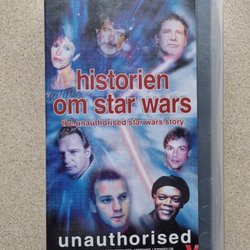 historien
om star wars
the unauthorised star wars story
unauthorised